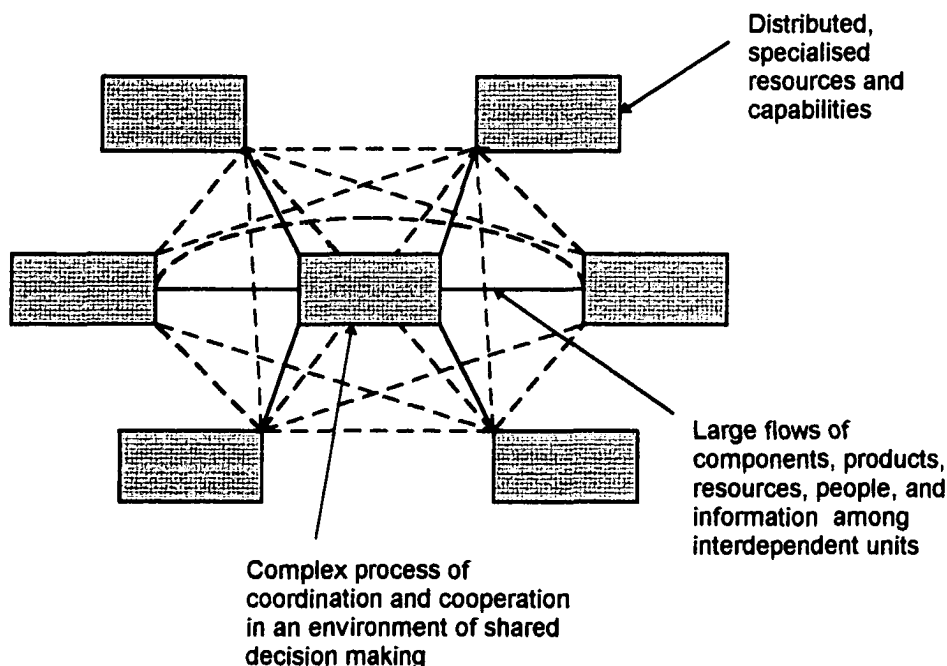 Distributed,
specialised
resources and
capabilities
Large flows of
components, products,
resources, people, and
information among
interdependent units
Complex process of
coordination and cooperation
in an environment of shared
decision making